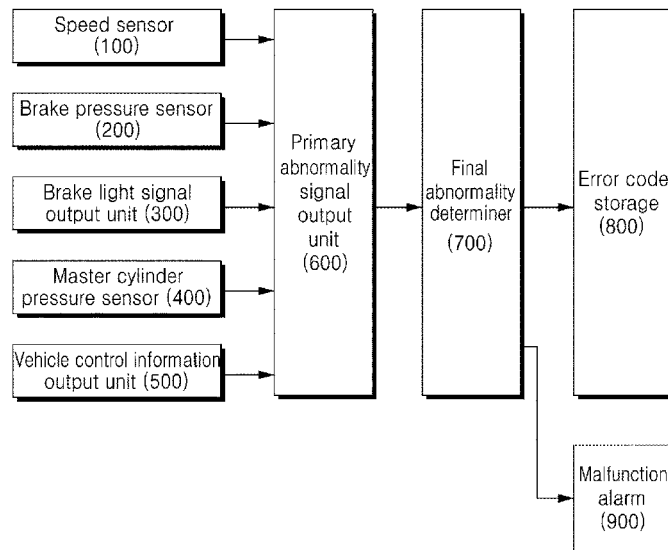 Speed sensor
(100)
Brake pressure sensor
(200)
Brake light signal
output unit (300)
Master cylinder
pressure sensor (400)
Vehicle control information
output unit (500)
Primary
abnormality
signal
output
unit
(600)
Final
abnormality
determiner
(700)
Error code
storage
(800)
Malfunction
alarm
(900)